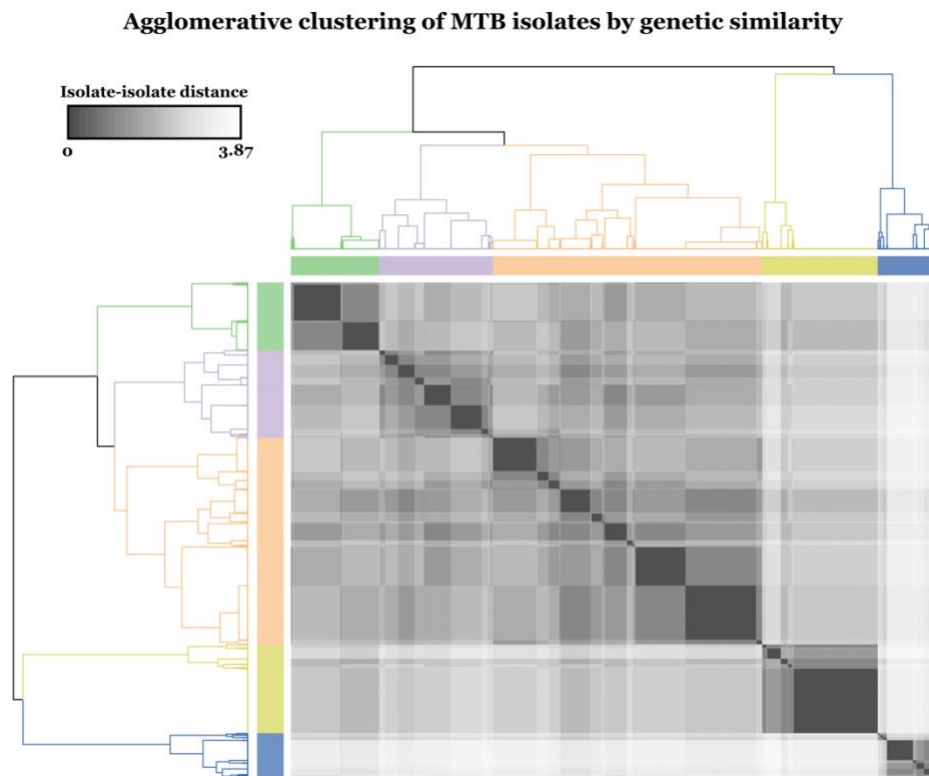 Agglomerative clustering of MTB isolates by genetic similarity
Isolate-isolate distance
0 3.87